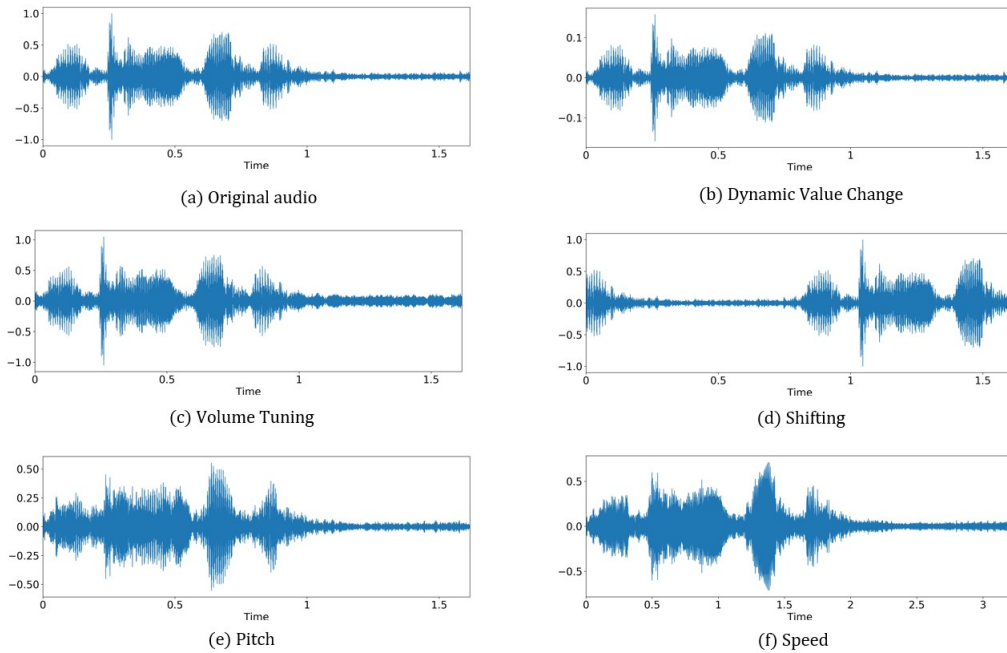 1.0
0.5
0.0
−0.5
−1.0
0 0.5 1 1.5
Time
(a) Original audio
0.1
0.0
−0.1
0 0.5 1 1.5
Time
(b) Dynamic Value Change
1.0
0.5
0.0
−0.5
−1.0
0 0.5 1 1.5
Time
(c) Volume Tuning
1.0
0.5
0.0
−0.5
−1.0
0 0.5 1 1.5
Time
(d) Shifting
0.50
0.25
0.00
−0.25
−0.50
0 0.5 1 1.5
Time
(e) Pitch
0.5
0.0
−0.5
0 0.5 1 1.5 2 2.5 3
Time
(f) Speed